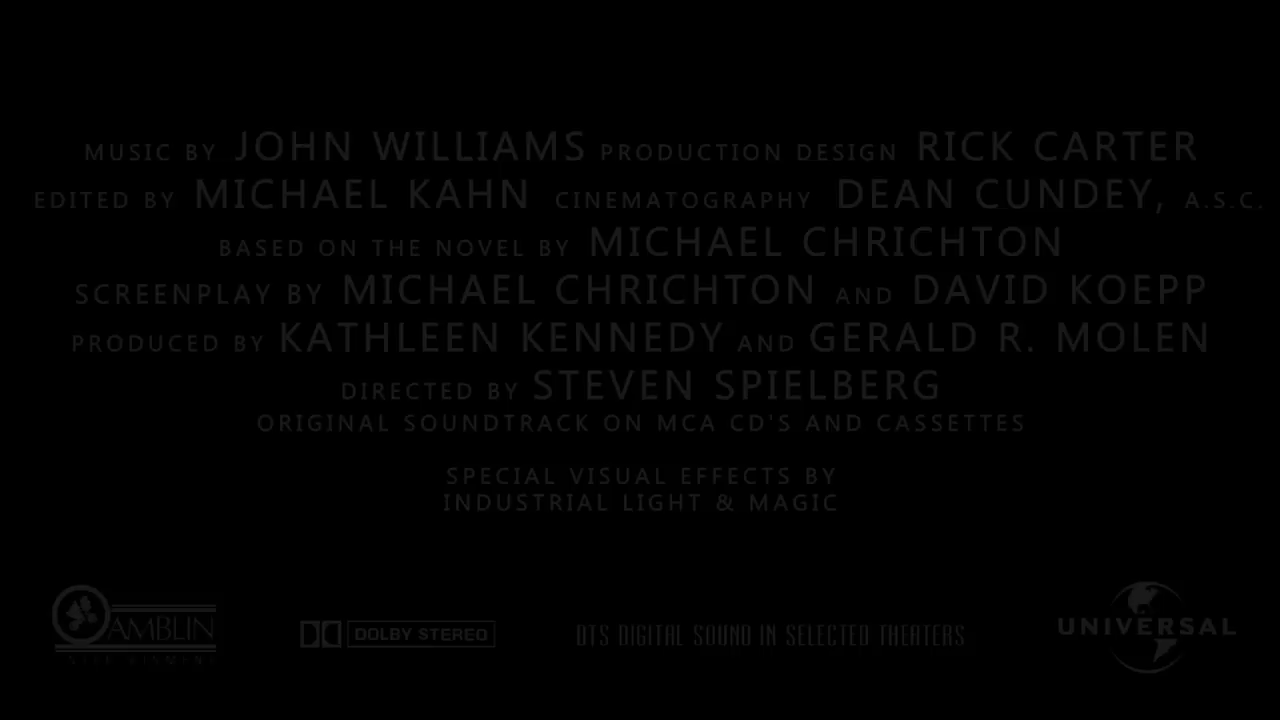 MUSIC BY JOHN WILLIAMS PRODUCTION DESIGN RICK CARTER
EDITED BY MICHAEL KAHN CINEMATOGRAPHY DEAN CUNDEY, A.S.C.
BASED ON THE NOVEL BY MICHAEL CHRICHTON
SCREENPLAY BY MICHAEL CHRICHTON AND DAVID KOEPP
PRODUCED BY KATHLEEN KENNEDY AND GERALD R. MOLEN
DIRECTED BY STEVEN SPIELBERG
ORIGINAL SOUNDTRACK ON MCA CD'S AND CASSETTES
SPECIAL VISUAL EFFECTS BY
INDUSTRIAL LIGHT & MAGIC
AMBLIN
DOLBY STEREO
DTS DIGITAL SOUND IN SELECTED THEATERS
UNIVERSAL